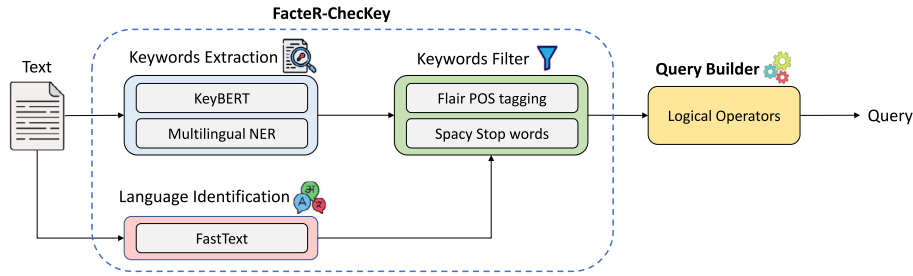 FacteR-ChecKey
Text
Keywords Extraction
KeyBERT
Multilingual NER
Keywords Filter
Flair POS tagging
Spacy Stop words
Query Builder
Logical Operators
Query
Language Identification
A
FastText